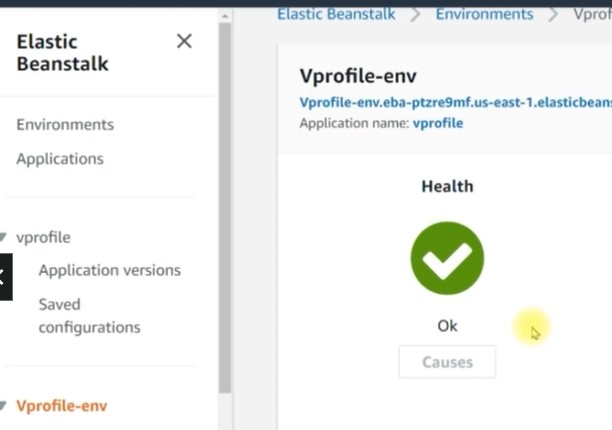 Elastic Beanstalk
Environments
Applications
vprofile
Application versions
Saved
configurations
Vprofile-env
Elastic Beanstalk > Environments > Vprof
Vprofile-env
Vprofile-env.eba-ptzre9mf.us-east-1.elasticbeans
Application name: vprofile
Health
Ok
Causes